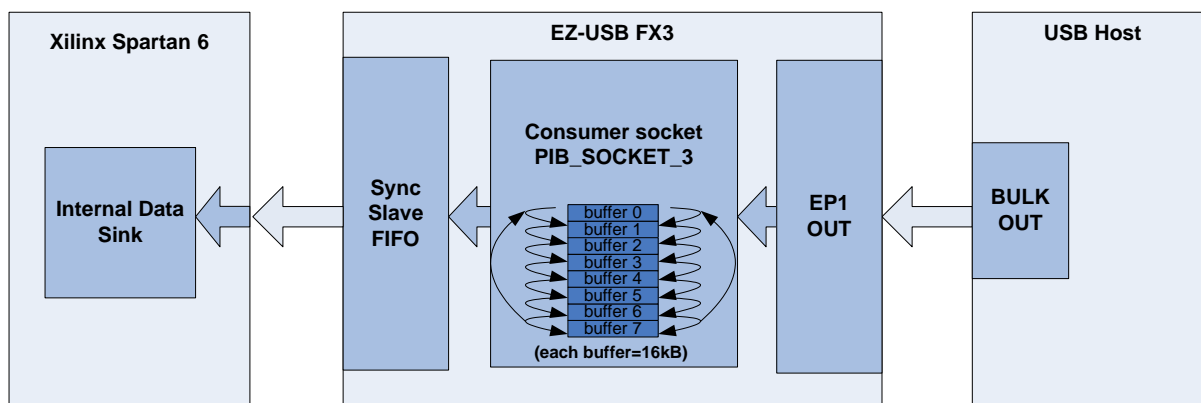 Xilinx Spartan 6
Internal Data
Sink
EZ-USB FX3
Sync
Slave
FIFO
Consumer socket
PIB_SOCKET_3
buffer 0
buffer 1
buffer 2
buffer 3
buffer 4
buffer 5
buffer 6
buffer 7
(each buffer=16kB)
EP1
OUT
USB Host
BULK
OUT